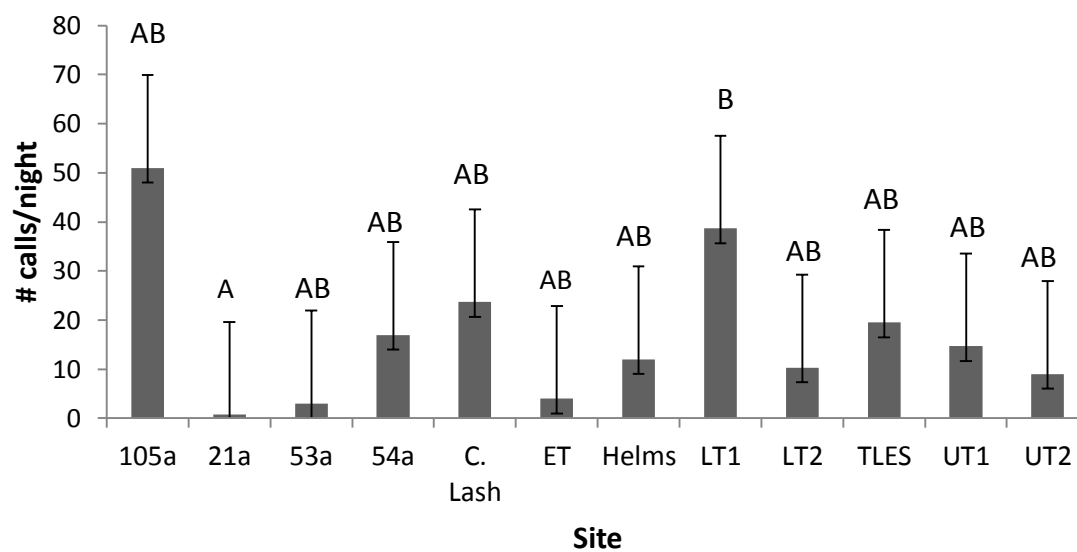 # calls/night
80
70
60
50
40
30
20
10
0
AB
A
AB
AB
AB
AB
AB
B
AB
AB
AB
AB
105a 21a 53a 54a C. ET Helms LT1 LT2 TLES UT1 UT2
Lash
Site